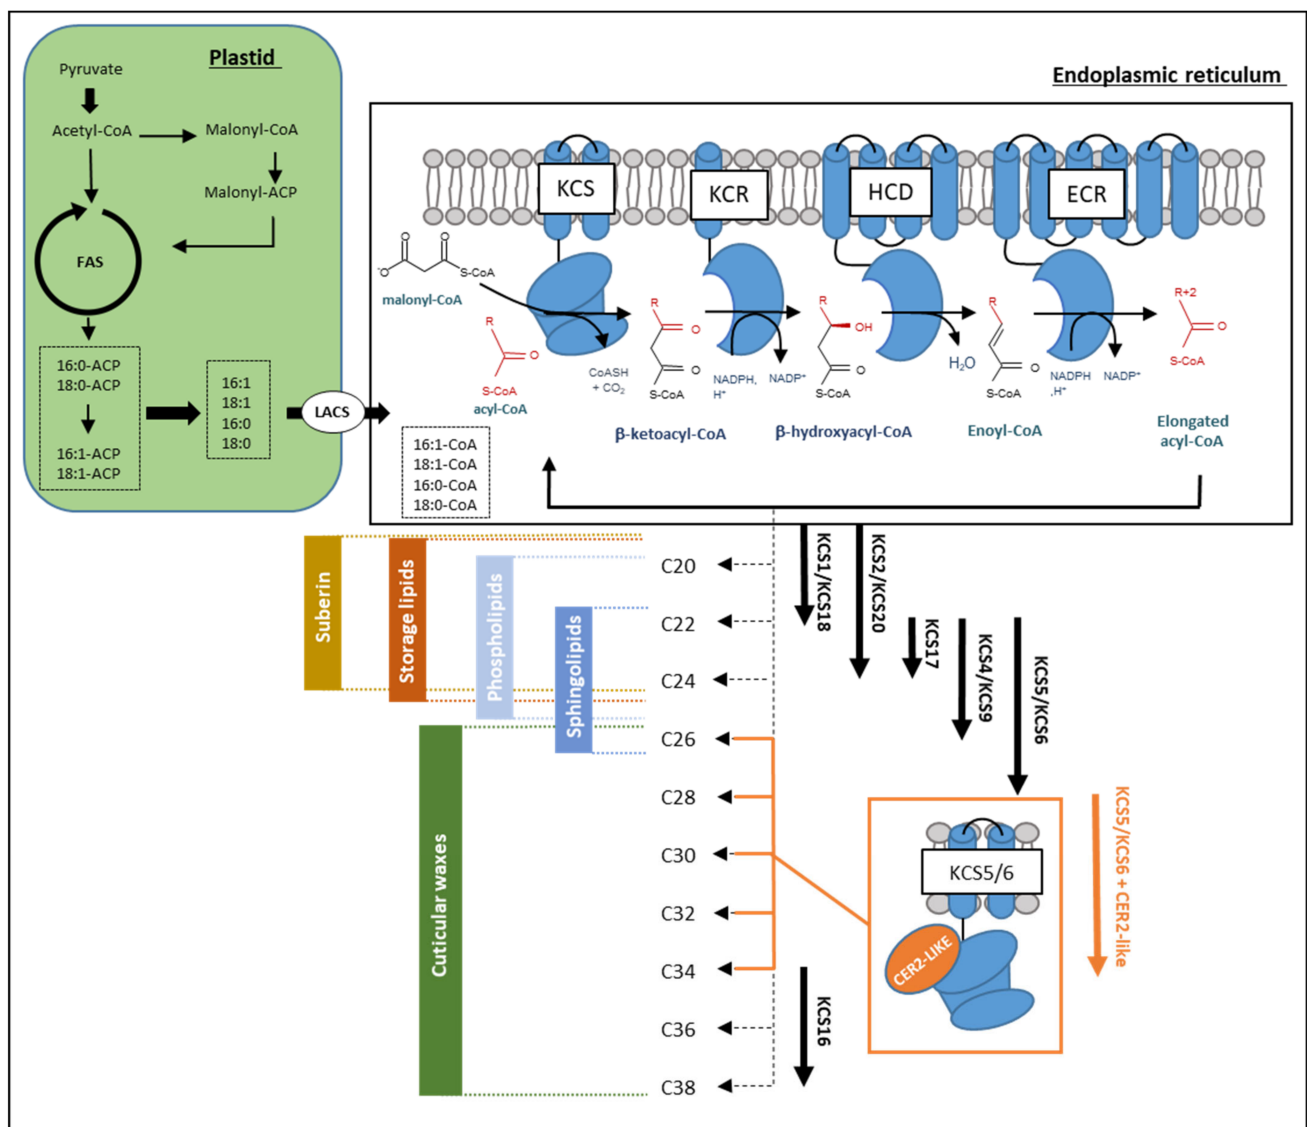 Plastid
Pyruvate
Acetyl-CoA
Malonyl-CoA
Malonyl-ACP
FAS
16:0-ACP
18:0-ACP
16:1-ACP
18:1-ACP
16:1
18:1
16:0
18:0
LACS
Endoplasmic reticulum
KCS
KCR
HCD
ECR
O
O
-O
S-CoA
malonyl-CoA
R
O
S-CoA
acyl-CoA
CoASH
+ CO2
R
O
O
S-CoA
β-ketoacyl-CoA
NADPH,
H+
NADP+
R
OH
O
S-CoA
β-hydroxyacyl-CoA
H2O
R
O
S-CoA
Enoyl-CoA
NADPH
,H+
NADP+
R+2
O
S-CoA
Elongated
acyl-CoA
16:1-CoA
18:1-CoA
16:0-CoA
18:0-CoA
Suberin
Storage lipids
Phospholipids
Sphingolipids
Cuticular waxes
C20
C22
C24
C26
C28
C30
C32
C34
C36
C38
KCS1/KCS18
KCS2/KCS20
KCS17
KCS4/KCS9
KCS5/KCS6
KCS5/KCS6 + CER2-like
KCS16
KCS5/6
CER2-LIKE